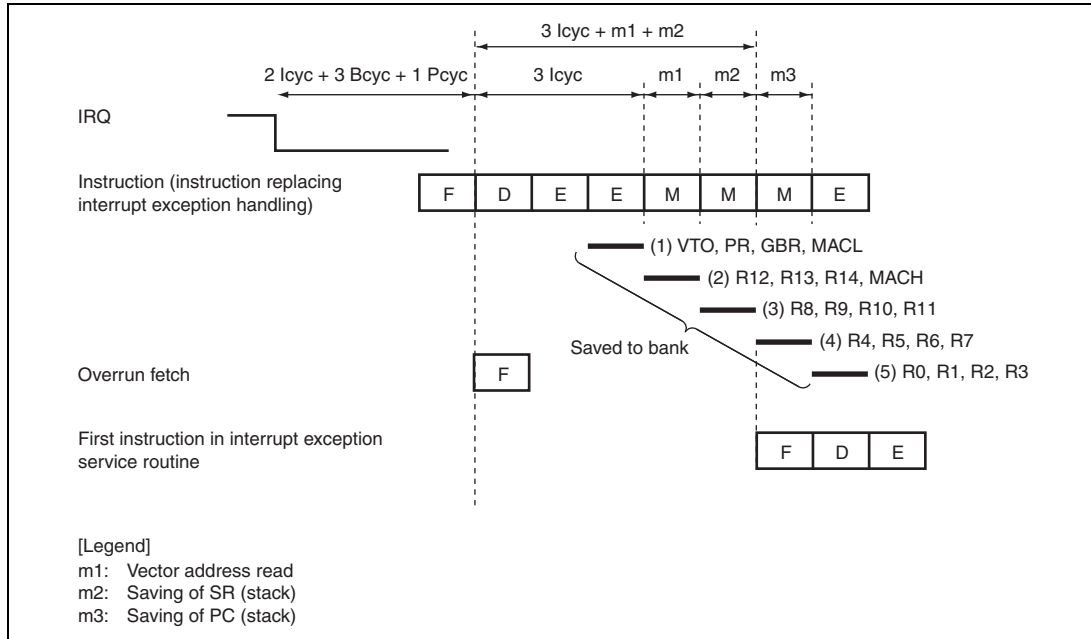 3 Icyc + m1 + m2
2 Icyc + 3 Bcyc + 1 Pcyc 3 Icyc m1 m2 m3
IRQ
Instruction (instruction replacing
interrupt exception handling)
F D E E M M M E
(1) VTO, PR, GBR, MACL
(2) R12, R13, R14, MACH
(3) R8, R9, R10, R11
(4) R4, R5, R6, R7
Saved to bank
(5) R0, R1, R2, R3
Overrun fetch
F
First instruction in interrupt exception
service routine
F D E
[Legend]
m1: Vector address read
m2: Saving of SR (stack)
m3: Saving of PC (stack)